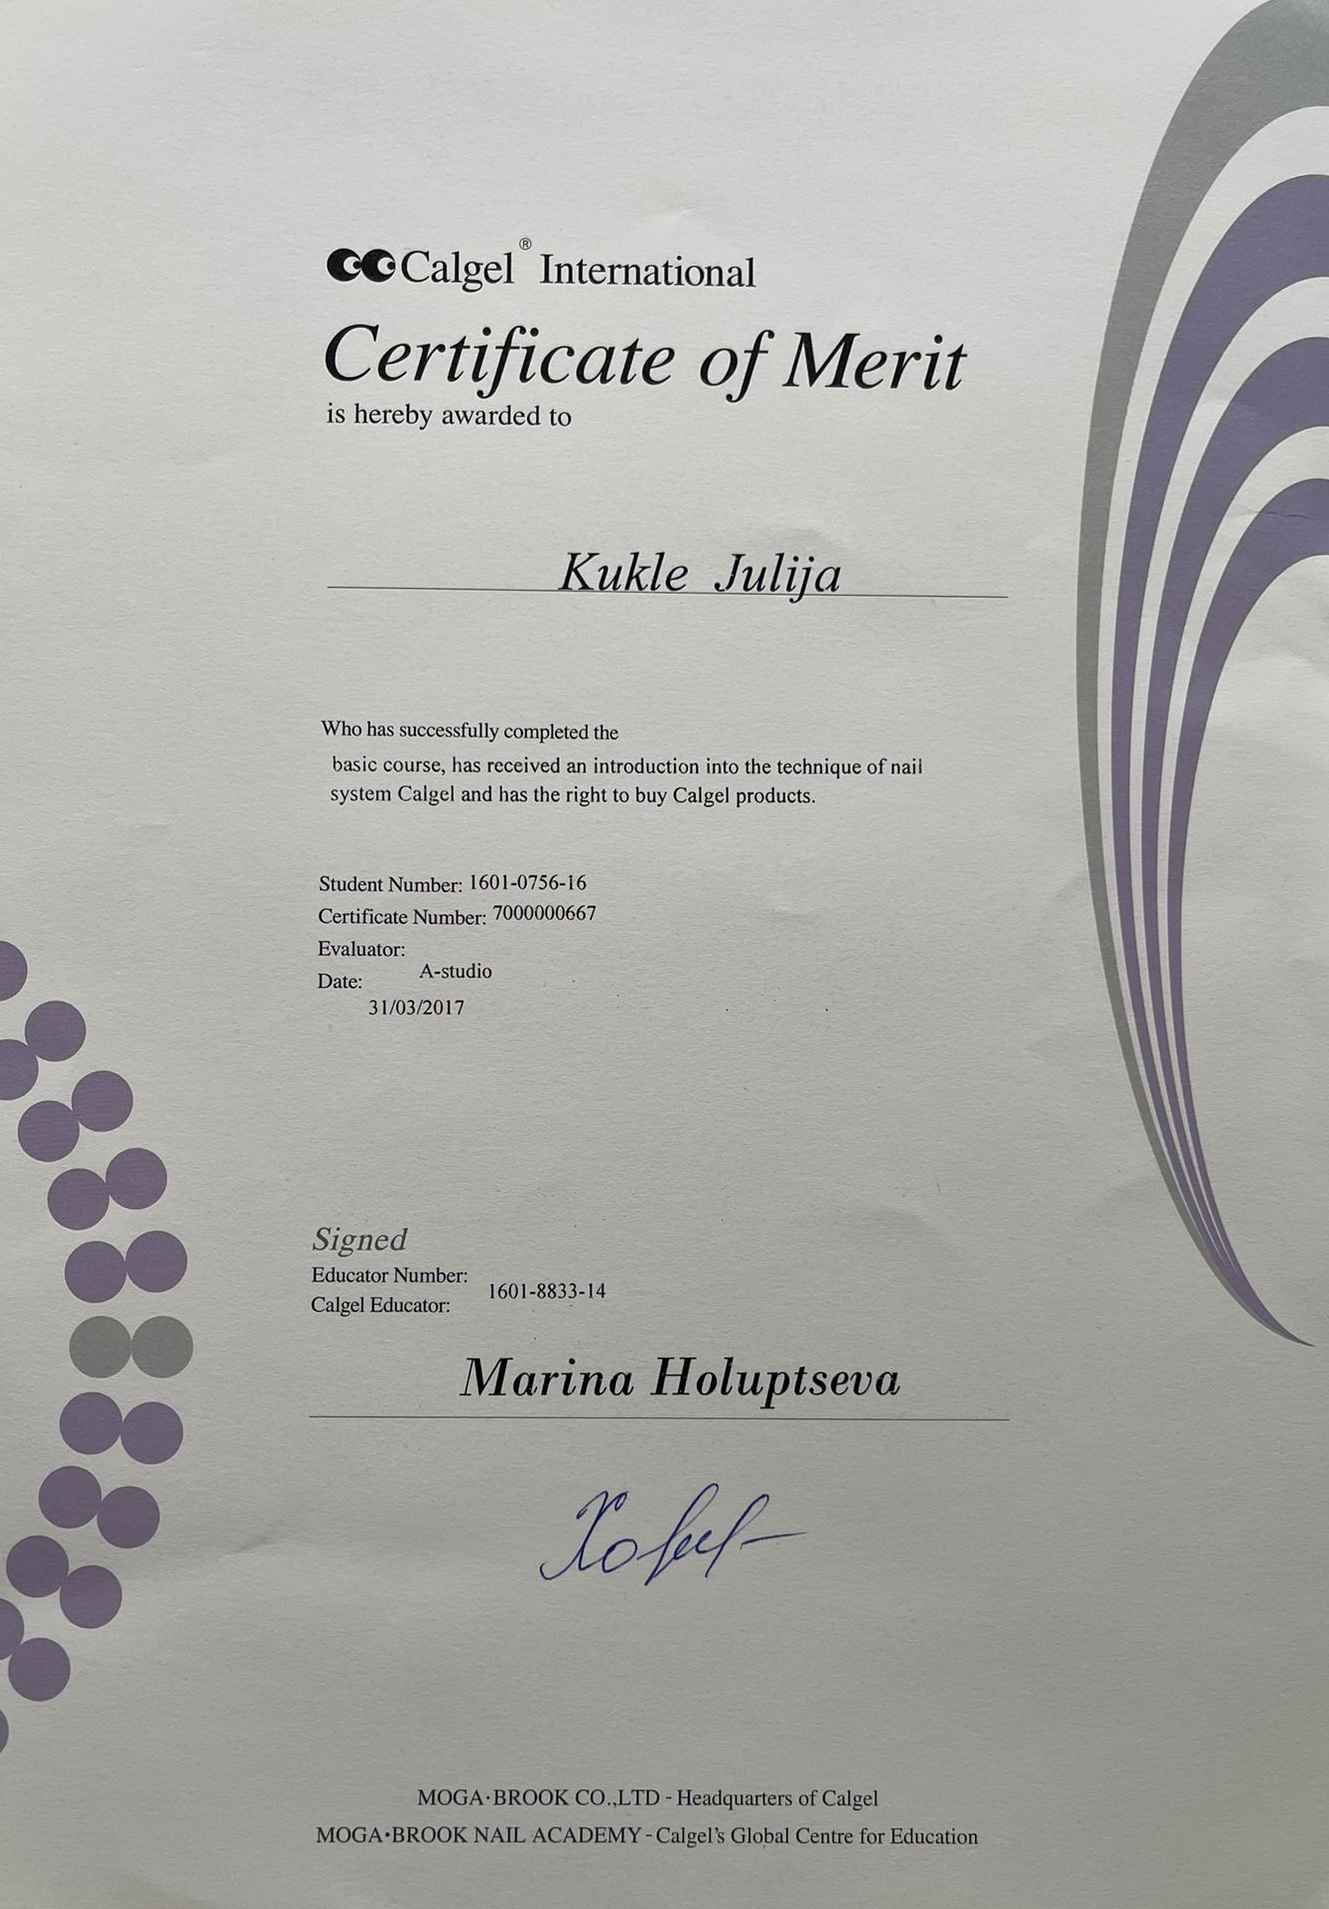 Calgel® International
Certificate of Merit
is hereby awarded to
Kukle Julija
Who has successfully completed the
basic course, has received an introduction into the technique of nail
system Calgel and has the right to buy Calgel products.
Student Number: 1601-0756-16
Certificate Number: 7000000667
Evaluator:
A-studio
Date:
31/03/2017
Signed
Educator Number:
1601-8833-14
Calgel Educator:
Marina Holuptseva
MOGA·BROOK CO.,LTD - Headquarters of Calgel
MOGA·BROOK NAIL ACADEMY - Calgel's Global Centre for Education